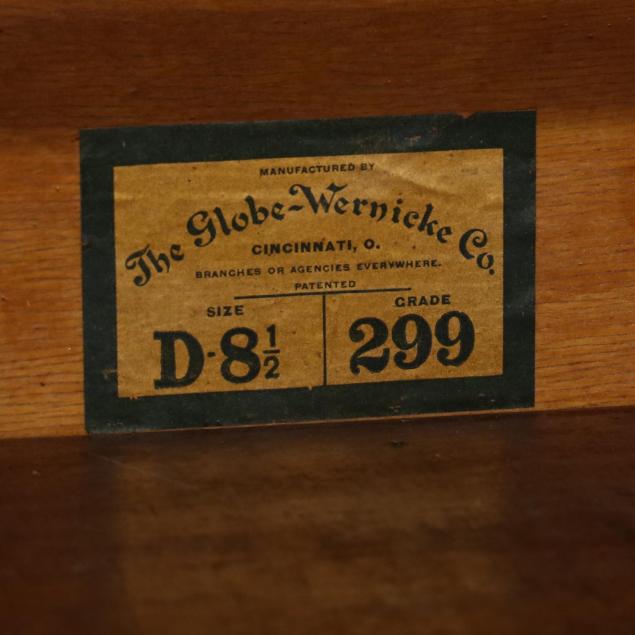 MANUFACTURED BY
The Globe-Wernicke Co.
CINCINNATI, O.
BRANCHES OR AGENCIES EVERYWHERE.
PATENTED
SIZE
D-8½
GRADE
299